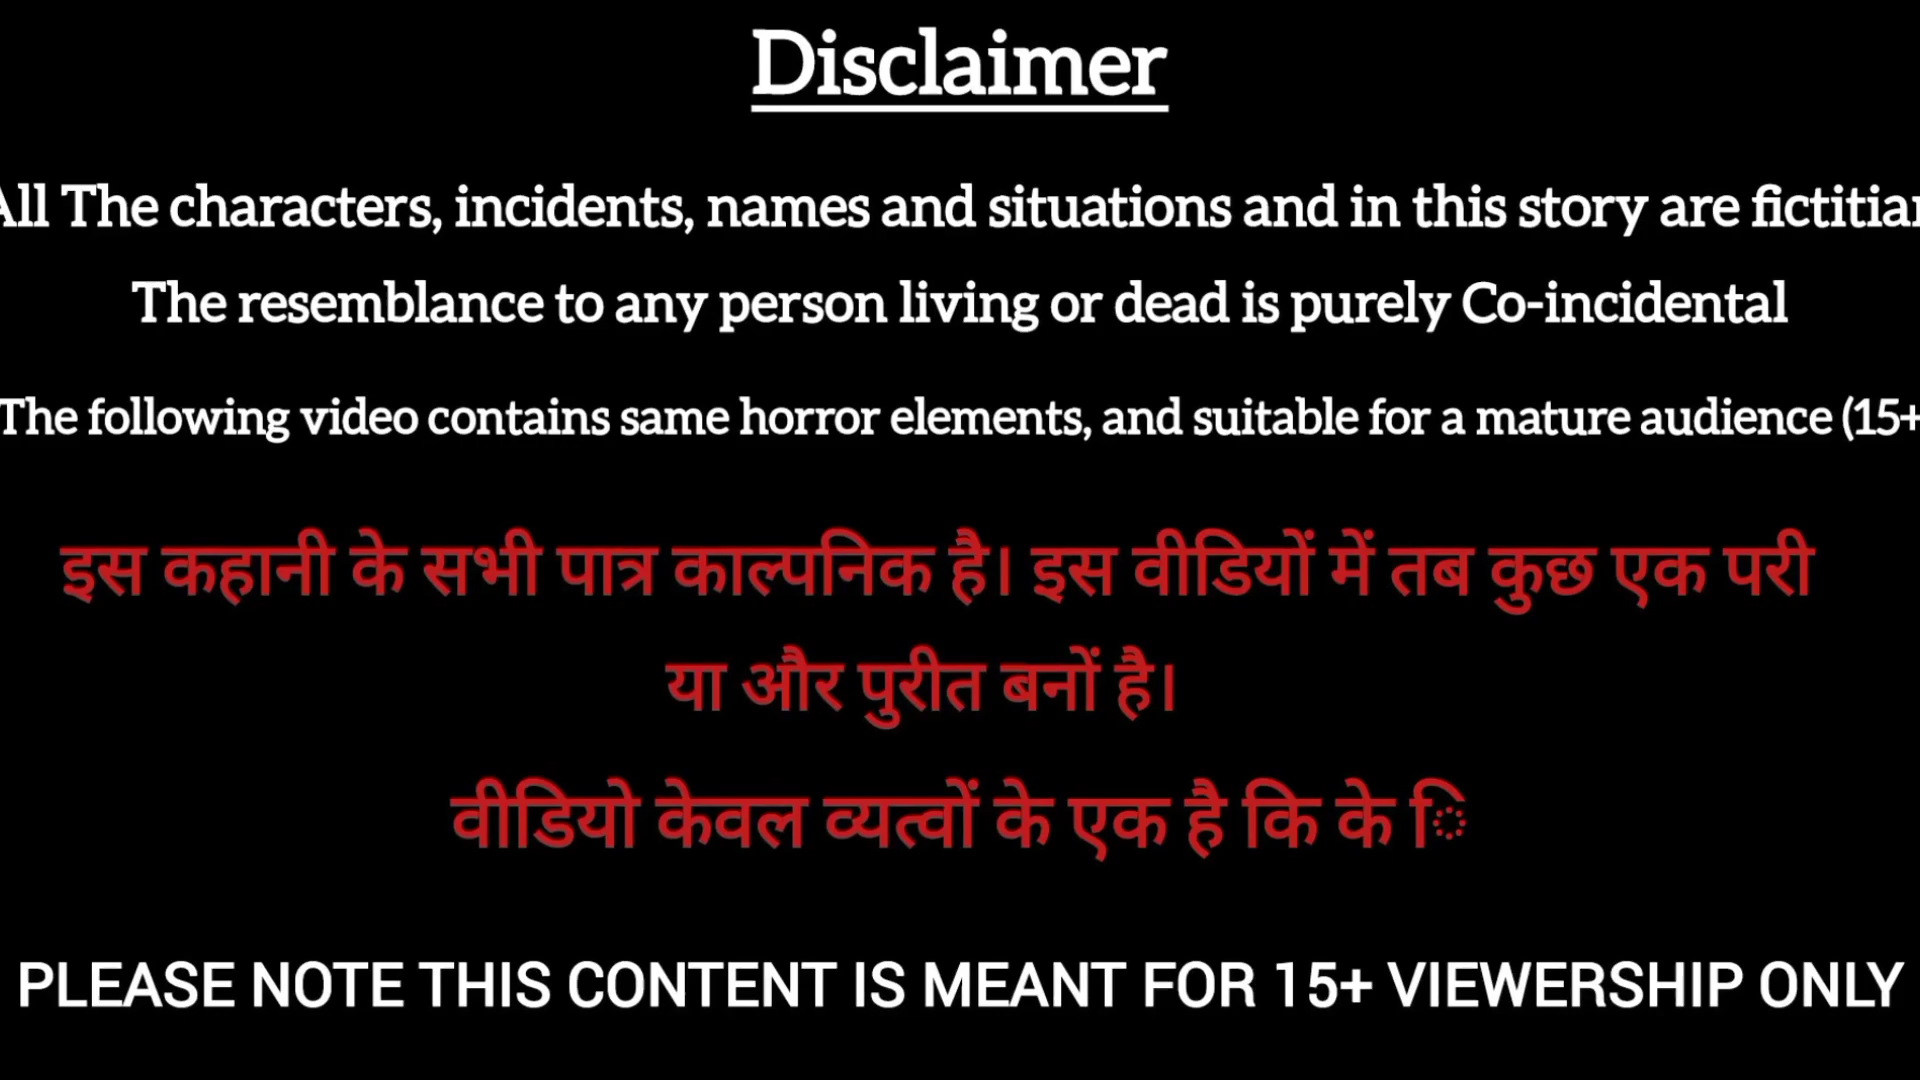 Disclaimer
All The characters, incidents, names and situations and in this story are fictitian
The resemblance to any person living or dead is purely Co-incidental
The following video contains same horror elements, and suitable for a mature audience (15+
इस कहानी के सभी पात्र काल्पनिक है। इस वीडियों में तब कुछ एक परी
या और पुरीत बनों है।
वीडियो केवल व्यत्वों के एक है कि के ि
PLEASE NOTE THIS CONTENT IS MEANT FOR 15+ VIEWERSHIP ONLY